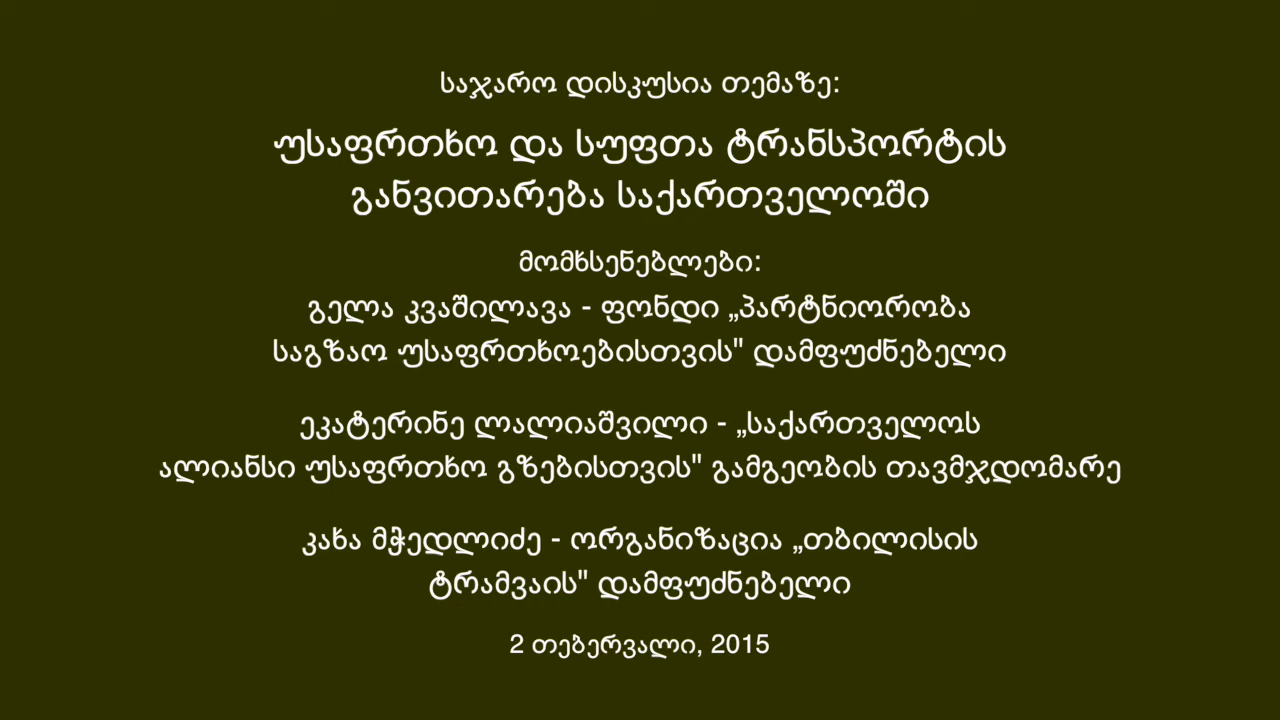 საჯარო დისკუსია თემაზე:
უსაფრთხო და სუფთა ტრანსპორტის
განვითარება საქართველოში
მომხსენებლები:
გელა კვაშილავა - ფონდი „პარტნიორობა
საგზაო უსაფრთხოებისთვის" დამფუძნებელი
ეკატერინე ლალიაშვილი - „საქართველოს
ალიანსი უსაფრთხო გზებისთვის" გამგეობის თავმჯდომარე
კახა მჭედლიძე - ორგანიზაცია „თბილისის
ტრამვაის" დამფუძნებელი
2 თებერვალი, 2015